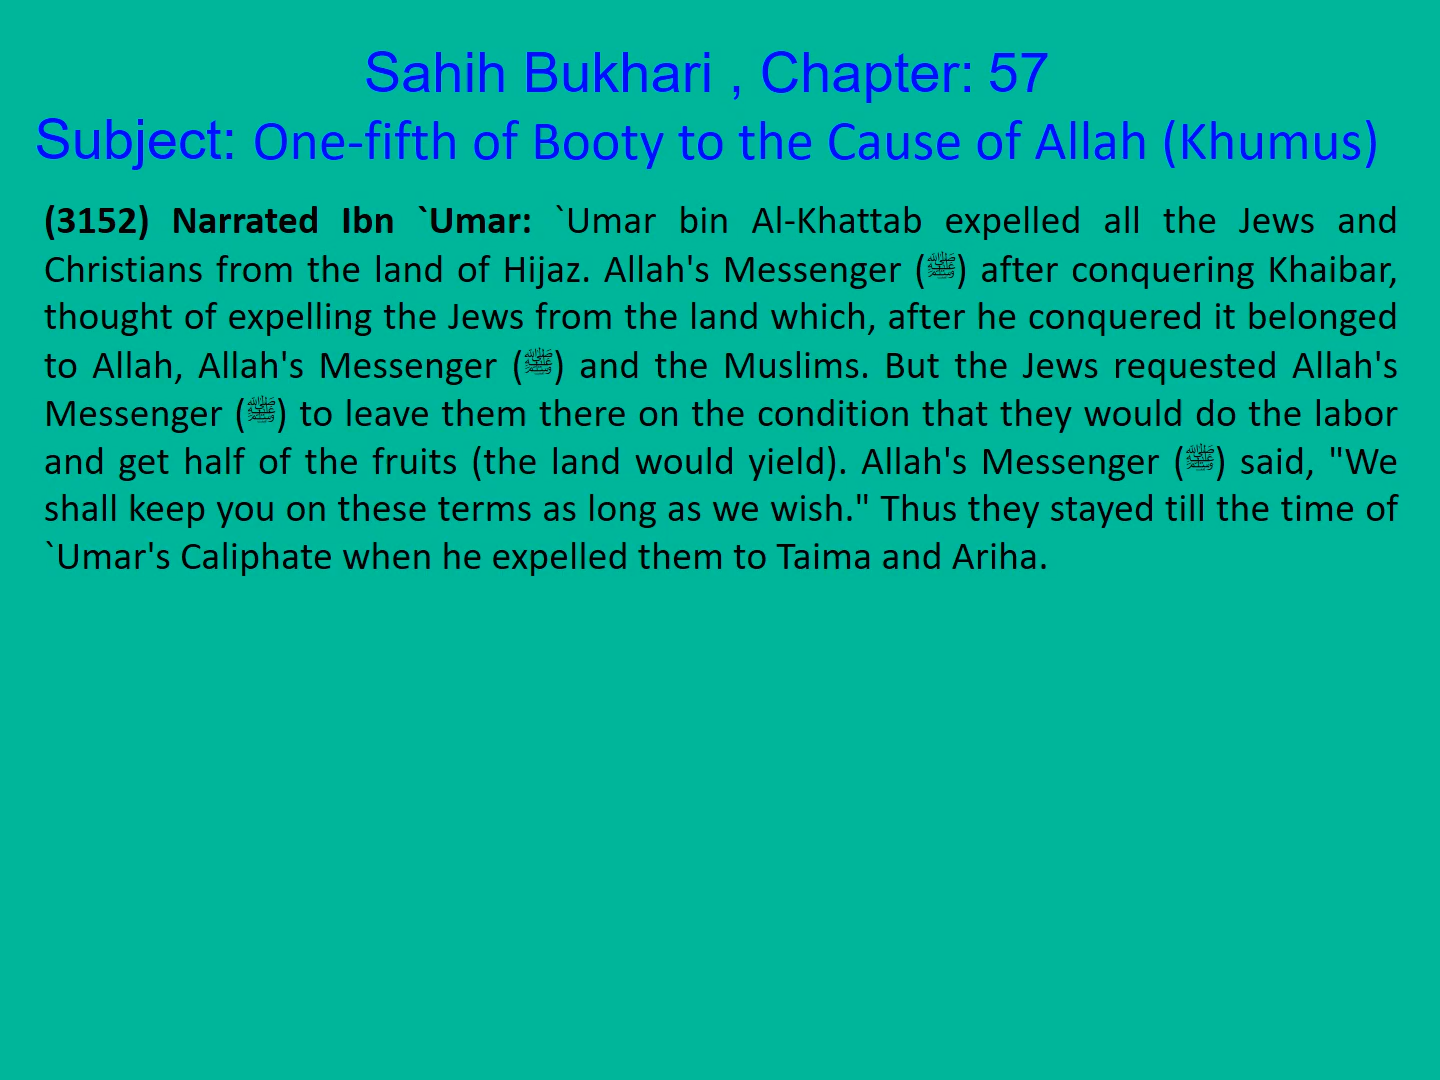 Sahih Bukhari , Chapter: 57
Subject: One-fifth of Booty to the Cause of Allah (Khumus)
(3152) Narrated Ibn `Umar: `Umar bin Al-Khattab expelled all the Jews and
Christians from the land of Hijaz. Allah's Messenger (ﷺ) after conquering Khaibar,
thought of expelling the Jews from the land which, after he conquered it belonged
to Allah, Allah's Messenger (ﷺ) and the Muslims. But the Jews requested Allah's
Messenger (ﷺ) to leave them there on the condition that they would do the labor
and get half of the fruits (the land would yield). Allah's Messenger (ﷺ) said, "We
shall keep you on these terms as long as we wish." Thus they stayed till the time of
`Umar's Caliphate when he expelled them to Taima and Ariha.